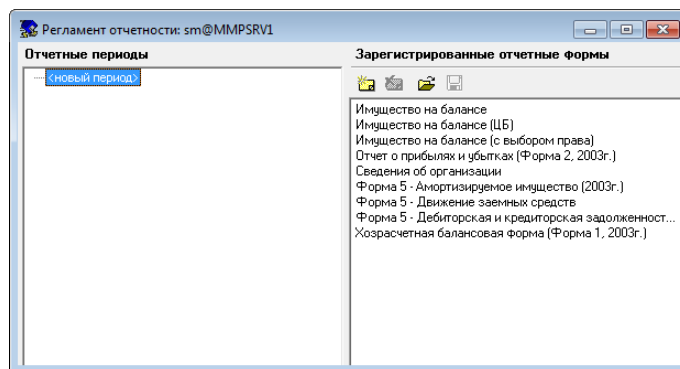 Регламент отчетности: sm@MMPSRV1
Отчетные периоды
Зарегистрированные отчетные формы
<новый период>
Имущество на балансе
Имущество на балансе (ЦБ)
Имущество на балансе (с выбором права)
Отчет о прибылях и убытках (Форма 2, 2003г.)
Сведения об организации
Форма 5 - Амортизируемое имущество (2003г.)
Форма 5 - Движение заемных средств
Форма 5 - Дебиторская и кредиторская задолженност...
Хозрасчетная балансовая форма (Форма 1, 2003г.)